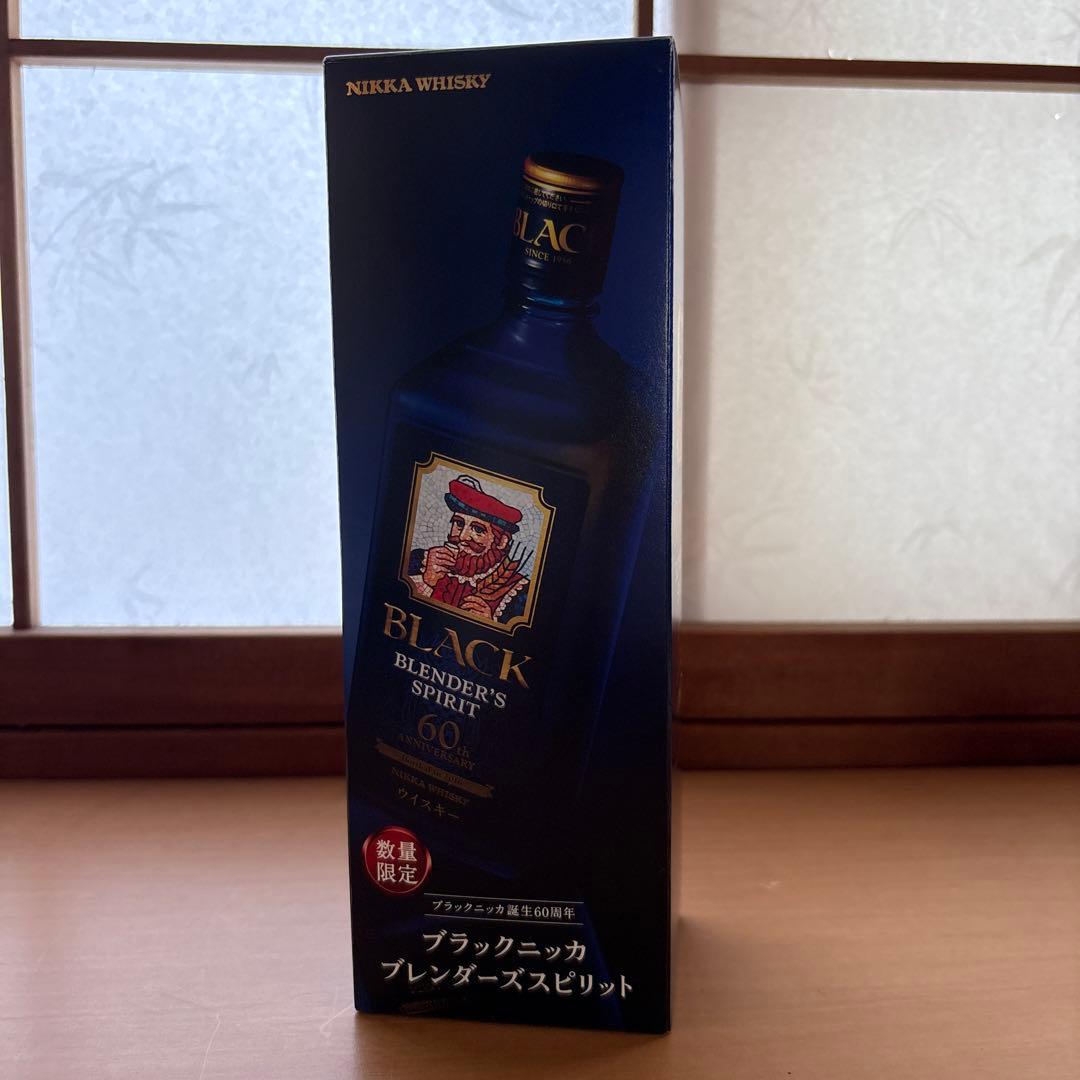 NIKKA WHISKY
BLAC
SINCE 1956
BLACK
BLENDER'S
SPIRIT
60th
ANNIVERSARY
NIKKA WHISKY
ウイスキー
数量
限定
ブラックニッカ誕生60周年
ブラックニッカ
ブレンダーズスピリット